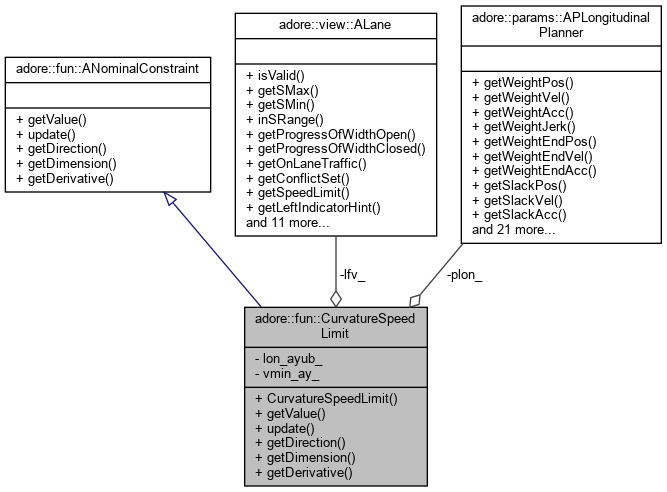 adore::fun::ANominalConstraint
+ getValue()
+ update()
+ getDirection()
+ getDimension()
+ getDerivative()
adore::view::ALane
+ isValid()
+ getSMax()
+ getSMin()
+ inSRange()
+ getProgressOfWidthOpen()
+ getProgressOfWidthClosed()
+ getOnLaneTraffic()
+ getConflictSet()
+ getSpeedLimit()
+ getLeftIndicatorHint()
and 11 more...
adore::params::APLongitudinal
Planner
+ getWeightPos()
+ getWeightVel()
+ getWeightAcc()
+ getWeightJerk()
+ getWeightEndPos()
+ getWeightEndVel()
+ getWeightEndAcc()
+ getSlackPos()
+ getSlackVel()
+ getSlackAcc()
and 21 more...
-lfv_
-plon_
adore::fun::CurvatureSpeed
Limit
- lon_ayub_
- vmin_ay_
+ CurvatureSpeedLimit()
+ getValue()
+ update()
+ getDirection()
+ getDimension()
+ getDerivative()